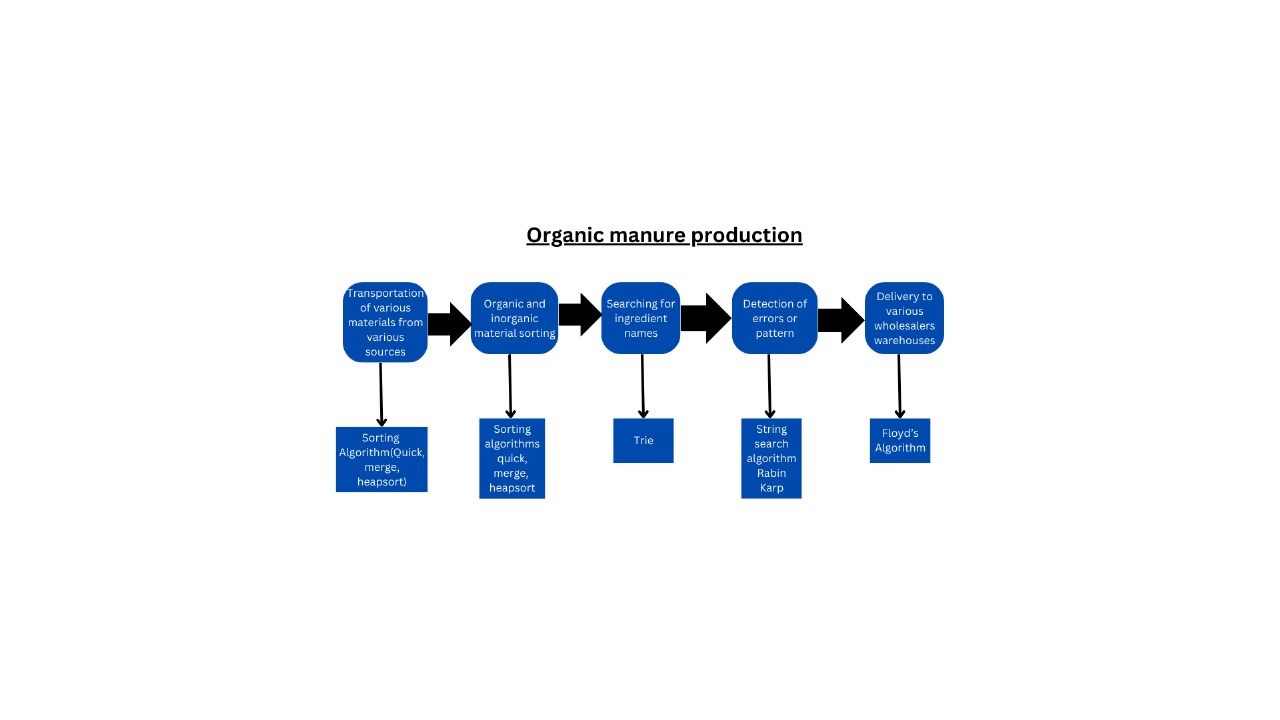 Organic manure production
Transportation
of various
materials from
various
sources
Organic and
inorganic
material sorting
Searching for
ingredient
names
Detection of
errors or
pattern
Delivery to
various
wholesalers
warehouses
Sorting
Algorithm(Quick,
merge,
heapsort)
Sorting
algorithms
quick,
merge,
heapsort
Trie
String
search
algorithm
Rabin
Karp
Floyd's
Algorithm